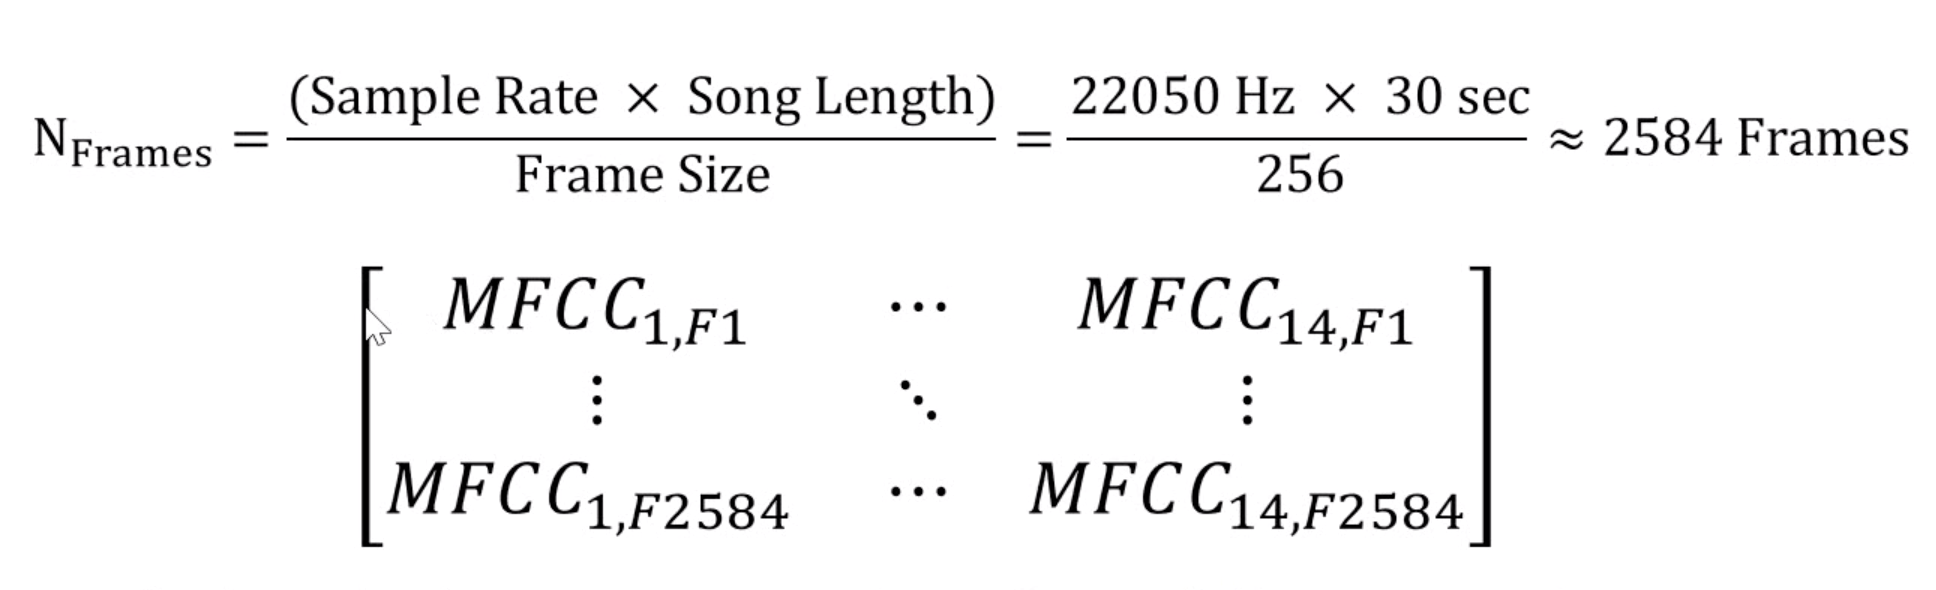 N_Frames = (Sample Rate × Song Length) / Frame Size = 22050 Hz × 30 sec / 256 ≈ 2584 Frames
[ MFCC_1,F1 ⋯ MFCC_14,F1
⋮ ⋱ ⋮
MFCC_1,F2584 ⋯ MFCC_14,F2584 ]